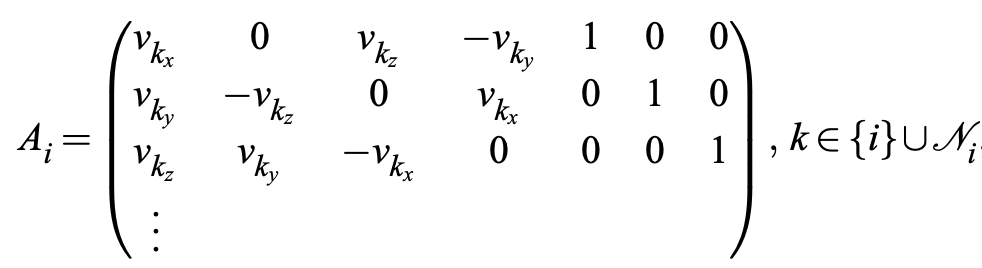 v_{k_x} 0 v_{k_z} −v_{k_y} 1 0 0
v_{k_y} −v_{k_z} 0 v_{k_x} 0 1 0
A_i = v_{k_z} v_{k_y} −v_{k_x} 0 0 0 1 , k ∈ {i} ∪ 𝒩_i,
⋮